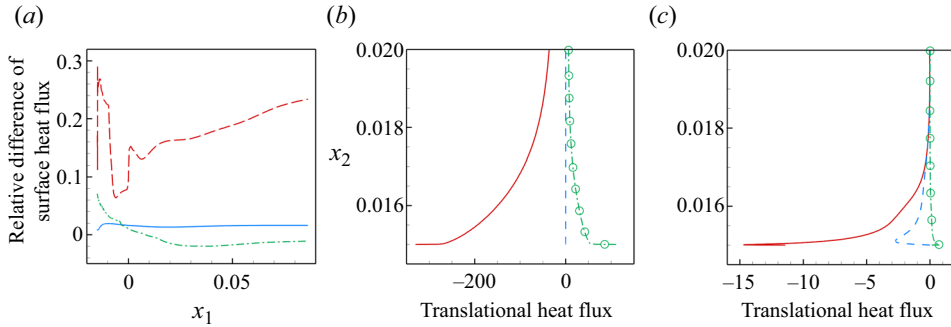 (a)
(b)
(c)
Relative difference of
surface heat flux
0.3
0.2
0.1
0
0
0.05
x1
x2
0.020
0.018
0.016
−200
0
Translational heat flux
0.020
0.018
0.016
−15
−10
−5
0
Translational heat flux